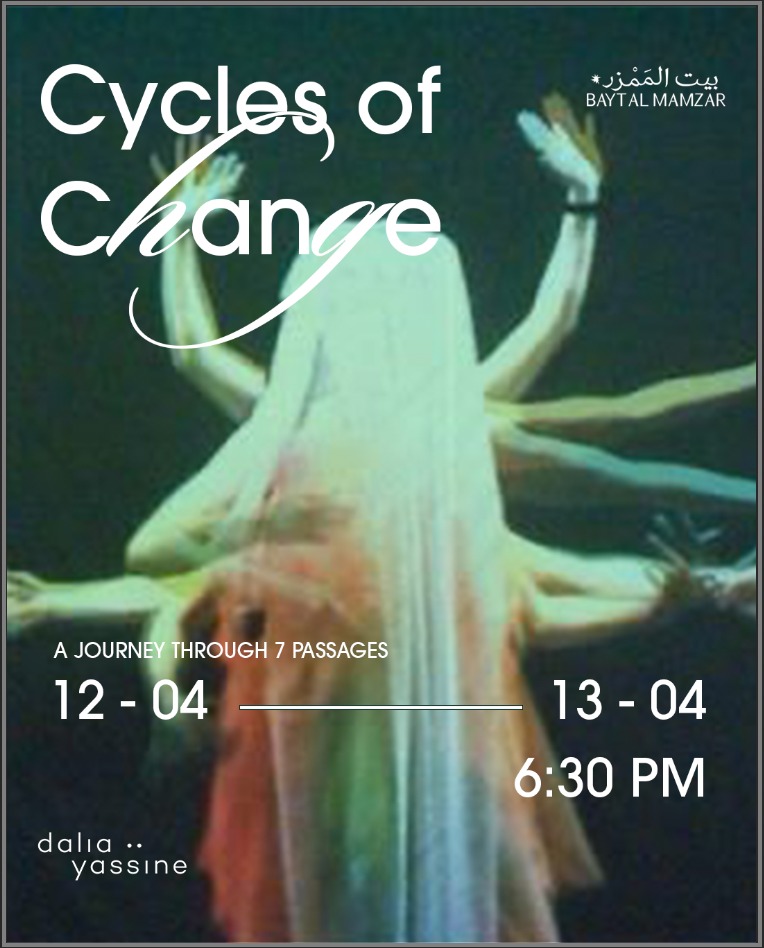 Cycles of
Change
بيت المَمْزر
BAYT AL MAMZAR
A JOURNEY THROUGH 7 PASSAGES
12 - 04 13 - 04
6:30 PM
dalia
yassine